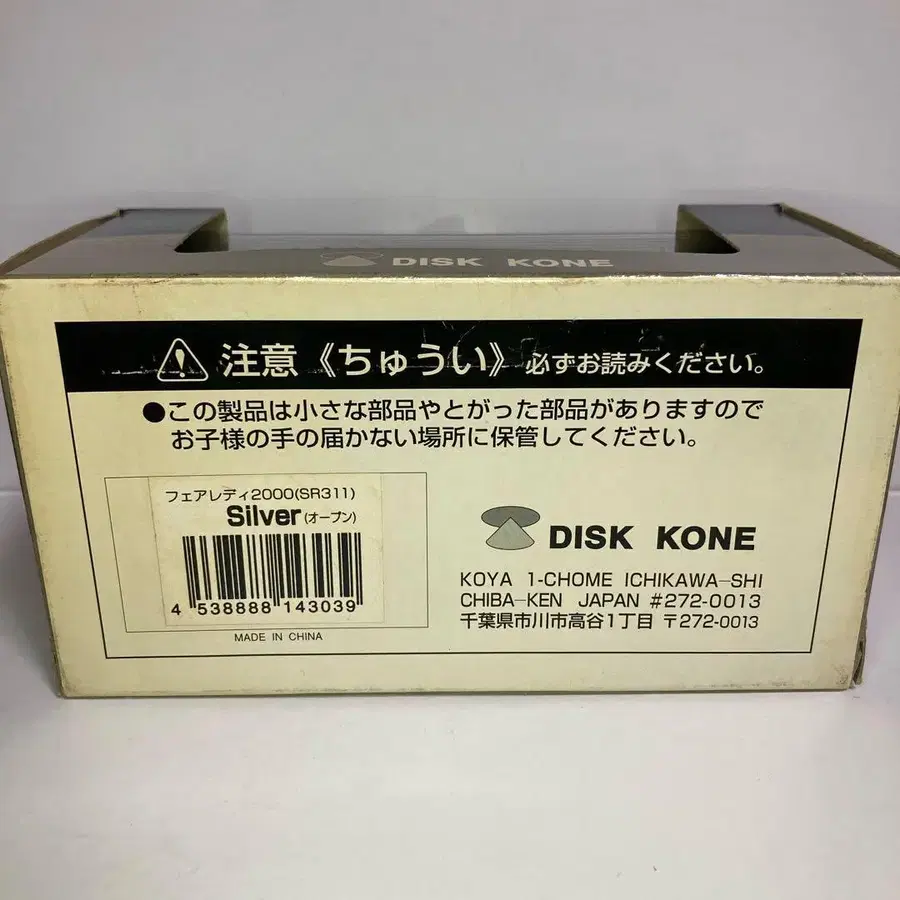 DISK KONE
注意《ちゅうい》必ずお読みください。
●この製品は小さな部品やとがった部品がありますので
お子様の手の届かない場所に保管してください。
フェアレディ2000(SR311)
Silver(オープン)
4 538888 143039
MADE IN CHINA
DISK KONE
KOYA 1-CHOME ICHIKAWA-SHI
CHIBA-KEN JAPAN #272-0013
千葉県市川市高谷1丁目 〒272-0013